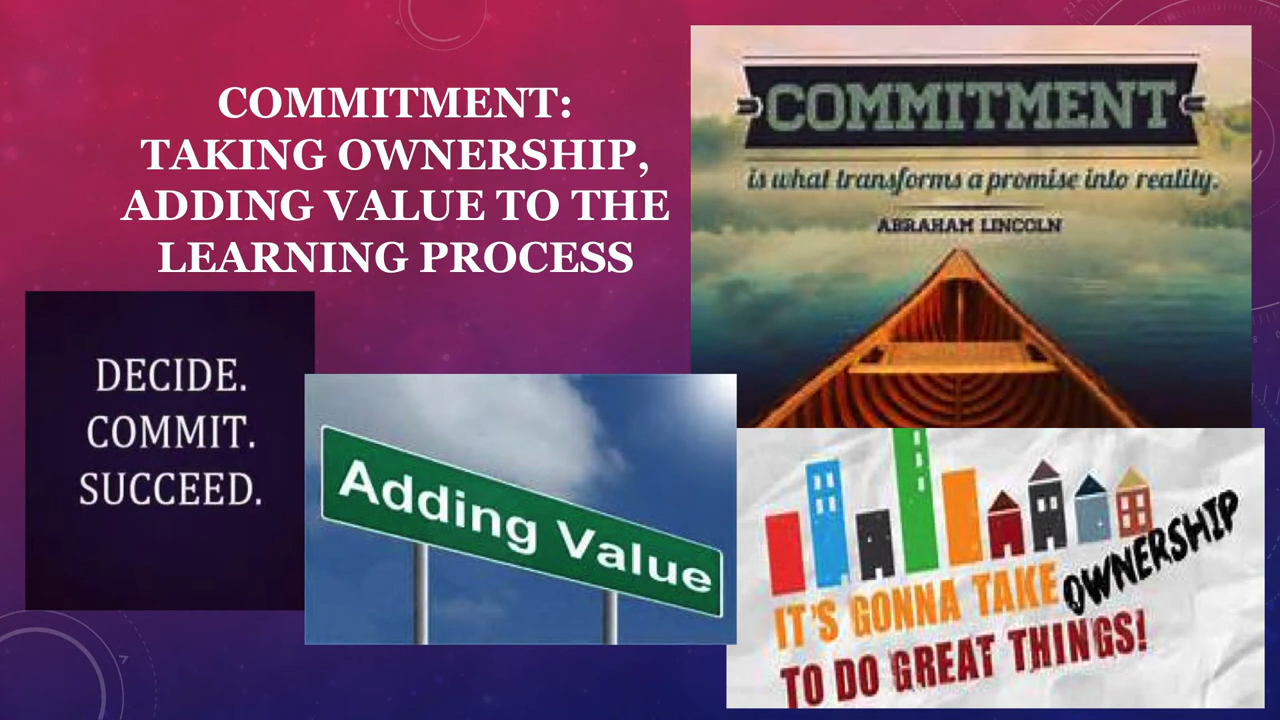 COMMITMENT:
TAKING OWNERSHIP,
ADDING VALUE TO THE
LEARNING PROCESS
COMMITMENT
is what transforms a promise into reality.
ABRAHAM LINCOLN
DECIDE.
COMMIT.
SUCCEED.
Adding Value
IT'S GONNA TAKE OWNERSHIP
TO DO GREAT THINGS!